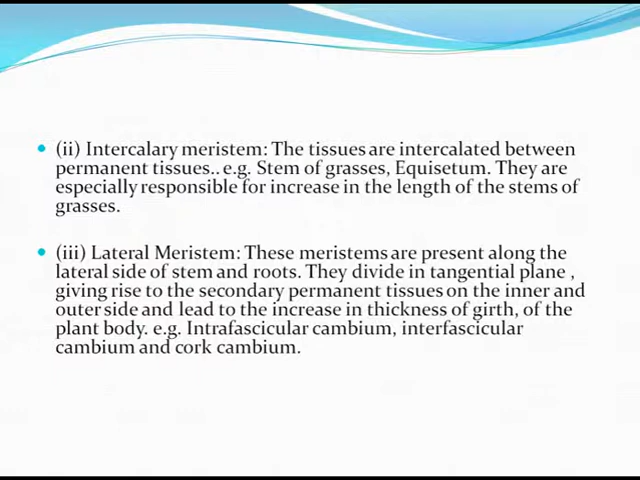 (ii) Intercalary meristem: The tissues are intercalated between
permanent tissues.. e.g. Stem of grasses, Equisetum. They are
especially responsible for increase in the length of the stems of
grasses.
(iii) Lateral Meristem: These meristems are present along the
lateral side of stem and roots. They divide in tangential plane ,
giving rise to the secondary permanent tissues on the inner and
outer side and lead to the increase in thickness of girth, of the
plant body. e.g. Intrafascicular cambium, interfascicular
cambium and cork cambium.